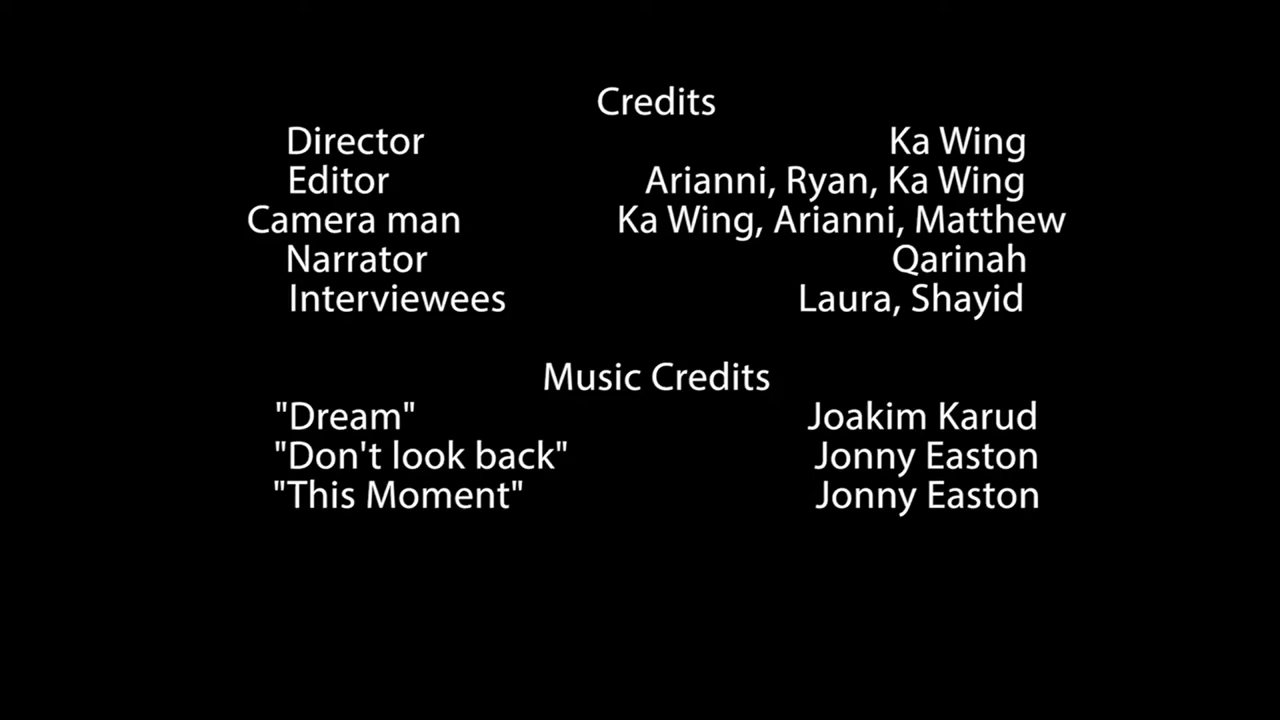 Credits
Director Ka Wing
Editor Arianni, Ryan, Ka Wing
Camera man Ka Wing, Arianni, Matthew
Narrator Qarinah
Interviewees Laura, Shayid
Music Credits
"Dream" Joakim Karud
"Don't look back" Jonny Easton
"This Moment" Jonny Easton